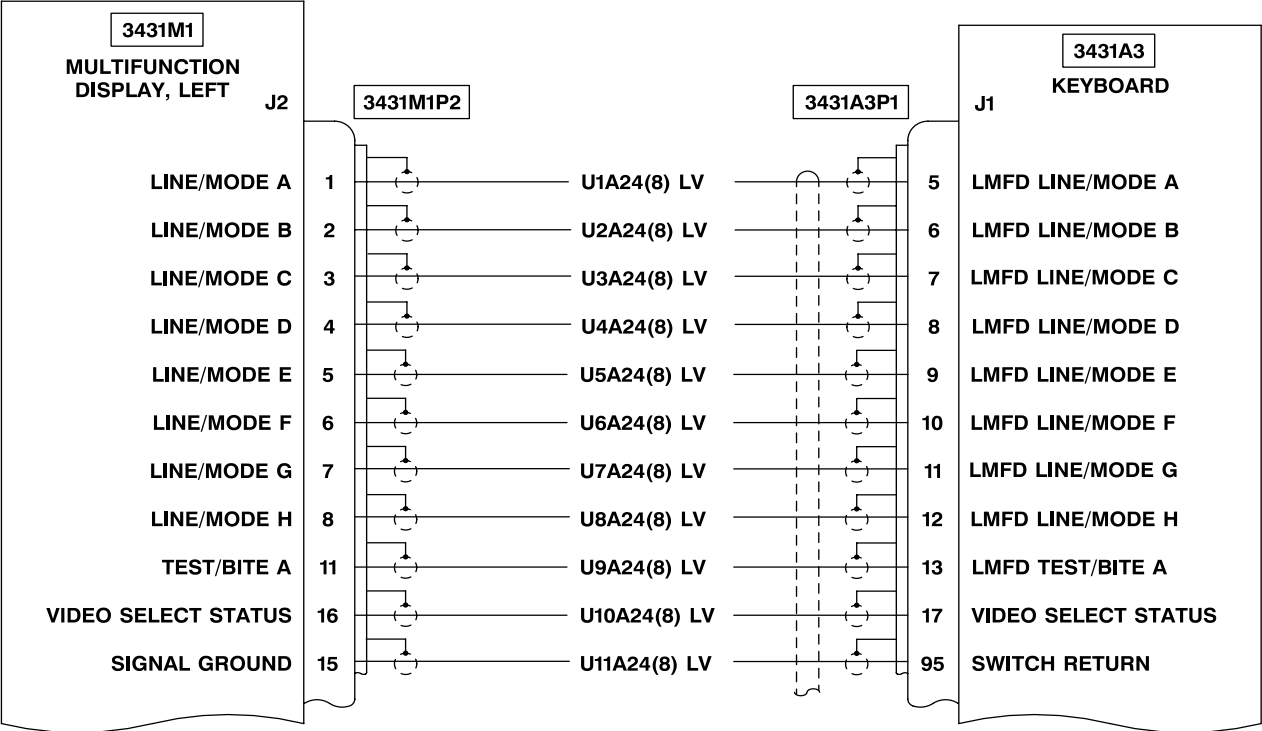 3431M1
MULTIFUNCTION
DISPLAY, LEFT
J2
3431M1P2
3431A3P1
3431A3
KEYBOARD
J1
LINE/MODE A 1 U1A24(8) LV 5 LMFD LINE/MODE A
LINE/MODE B 2 U2A24(8) LV 6 LMFD LINE/MODE B
LINE/MODE C 3 U3A24(8) LV 7 LMFD LINE/MODE C
LINE/MODE D 4 U4A24(8) LV 8 LMFD LINE/MODE D
LINE/MODE E 5 U5A24(8) LV 9 LMFD LINE/MODE E
LINE/MODE F 6 U6A24(8) LV 10 LMFD LINE/MODE F
LINE/MODE G 7 U7A24(8) LV 11 LMFD LINE/MODE G
LINE/MODE H 8 U8A24(8) LV 12 LMFD LINE/MODE H
TEST/BITE A 11 U9A24(8) LV 13 LMFD TEST/BITE A
VIDEO SELECT STATUS 16 U10A24(8) LV 17 VIDEO SELECT STATUS
SIGNAL GROUND 15 U11A24(8) LV 95 SWITCH RETURN